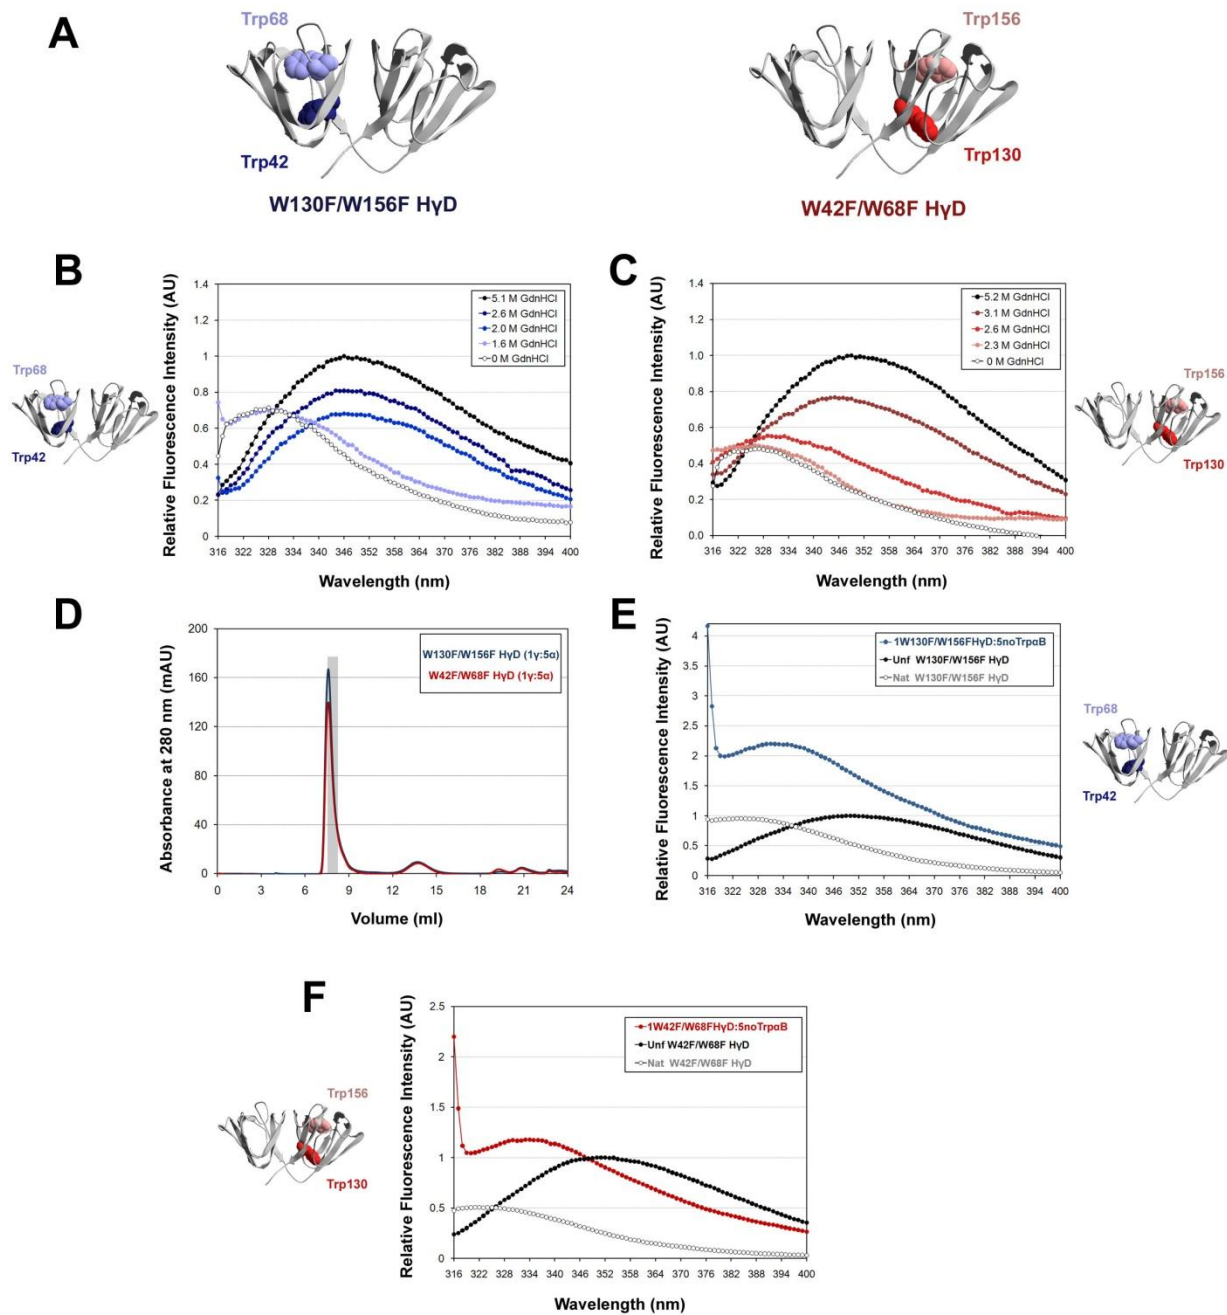 A
Trp68
Trp42
W130F/W156F HγD
Trp156
Trp130
W42F/W68F HγD
B
Trp68
Trp42
Relative Fluorescence Intensity (AU)
1.4
1.2
1
0.8
0.6
0.4
0.2
0
5.1 M GdnHCl
2.6 M GdnHCl
2.0 M GdnHCl
1.6 M GdnHCl
0 M GdnHCl
316 322 328 334 340 346 352 358 364 370 376 382 388 394 400
Wavelength (nm)
C
Relative Fluorescence Intensity (AU)
1.4
1.2
1
0.8
0.6
0.4
0.2
0
5.2 M GdnHCl
3.1 M GdnHCl
2.6 M GdnHCl
2.3 M GdnHCl
0 M GdnHCl
316 322 328 334 340 346 352 358 364 370 376 382 388 394 400
Wavelength (nm)
Trp156
Trp130
D
Absorbance at 280 nm (mAU)
200
160
120
80
40
0
W130F/W156F HγD (1γ:5α)
W42F/W68F HγD (1γ:5α)
0 3 6 9 12 15 18 21 24
Volume (ml)
E
Relative Fluorescence Intensity (AU)
4
3.5
3
2.5
2
1.5
1
0.5
0
1W130F/W156FHγD:5noTrpαB
Unf W130F/W156F HγD
Nat W130F/W156F HγD
316 322 328 334 340 346 352 358 364 370 376 382 388 394 400
Wavelength (nm)
Trp68
Trp42
F
Trp156
Trp130
Relative Fluorescence Intensity (AU)
2.5
2
1.5
1
0.5
0
1W42F/W68FHγD:5noTrpαB
Unf W42F/W68F HγD
Nat W42F/W68F HγD
316 322 328 334 340 346 352 358 364 370 376 382 388 394 400
Wavelength (nm)